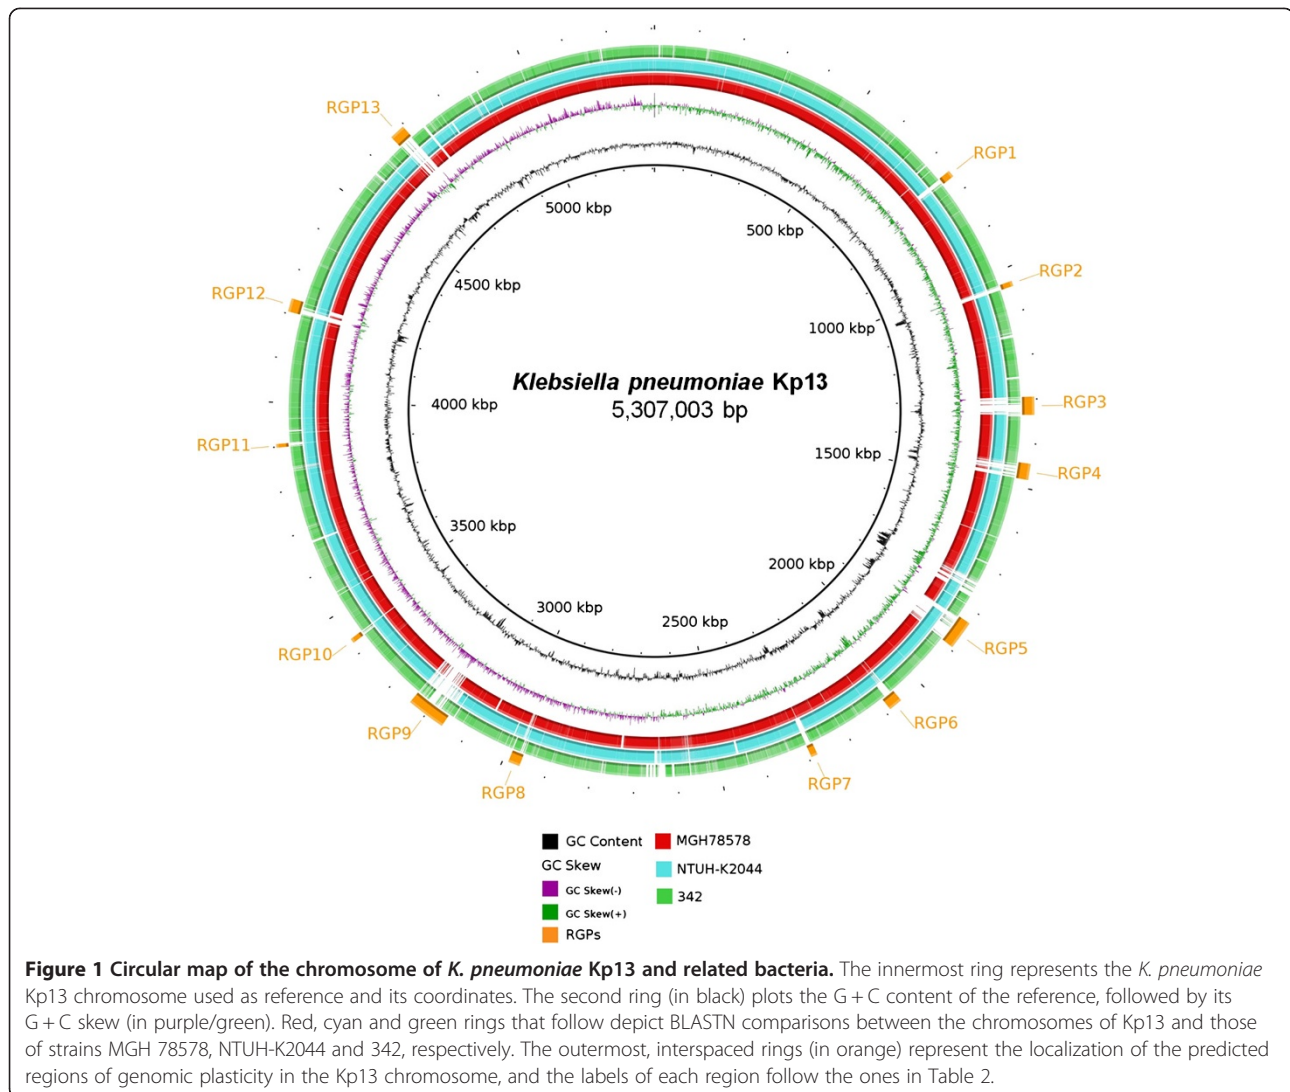 RGP13
RGP1
5000 kbp
500 kbp
RGP2
4500 kbp
RGP12
1000 kbp
Klebsiella pneumoniae Kp13
5,307,003 bp
4000 kbp
RGP3
RGP11
1500 kbp
RGP4
3500 kbp
2000 kbp
3000 kbp
2500 kbp
RGP5
RGP10
RGP6
RGP9
RGP7
RGP8
GC Content
MGH78578
GC Skew
NTUH-K2044
GC Skew(-)
342
GC Skew(+)
RGPs
Figure 1 Circular map of the chromosome of K. pneumoniae Kp13 and related bacteria. The innermost ring represents the K. pneumoniae
Kp13 chromosome used as reference and its coordinates. The second ring (in black) plots the G + C content of the reference, followed by its
G + C skew (in purple/green). Red, cyan and green rings that follow depict BLASTN comparisons between the chromosomes of Kp13 and those
of strains MGH 78578, NTUH-K2044 and 342, respectively. The outermost, interspaced rings (in orange) represent the localization of the predicted
regions of genomic plasticity in the Kp13 chromosome, and the labels of each region follow the ones in Table 2.